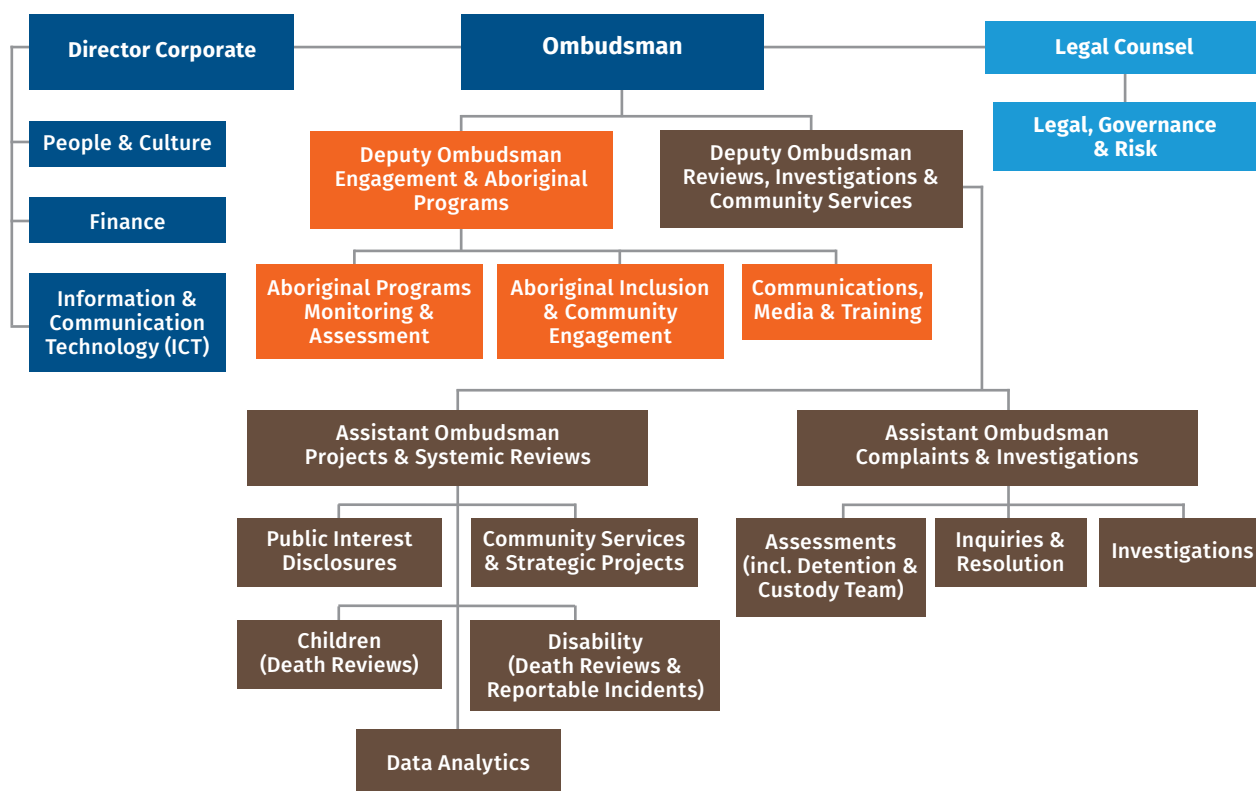 Director Corporate
Ombudsman
Legal Counsel
People & Culture
Finance
Information &
Communication
Technology (ICT)
Legal, Governance
& Risk
Deputy Ombudsman
Engagement & Aboriginal
Programs
Deputy Ombudsman
Reviews, Investigations &
Community Services
Aboriginal Programs
Monitoring &
Assessment
Aboriginal Inclusion
& Community
Engagement
Communications,
Media & Training
Assistant Ombudsman
Projects & Systemic Reviews
Assistant Ombudsman
Complaints & Investigations
Public Interest
Disclosures
Community Services
& Strategic Projects
Children
(Death Reviews)
Disability
(Death Reviews &
Reportable Incidents)
Data Analytics
Assessments
(incl. Detention &
Custody Team)
Inquiries &
Resolution
Investigations